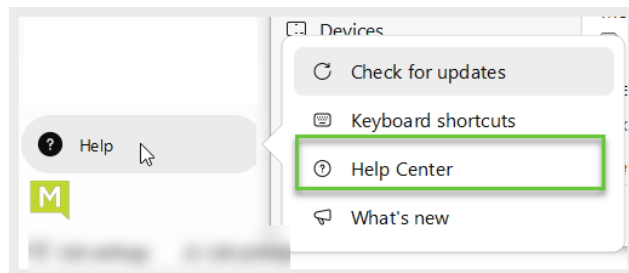 Devices
Check for updates
Keyboard shortcuts
Help
Help Center
M
What's new